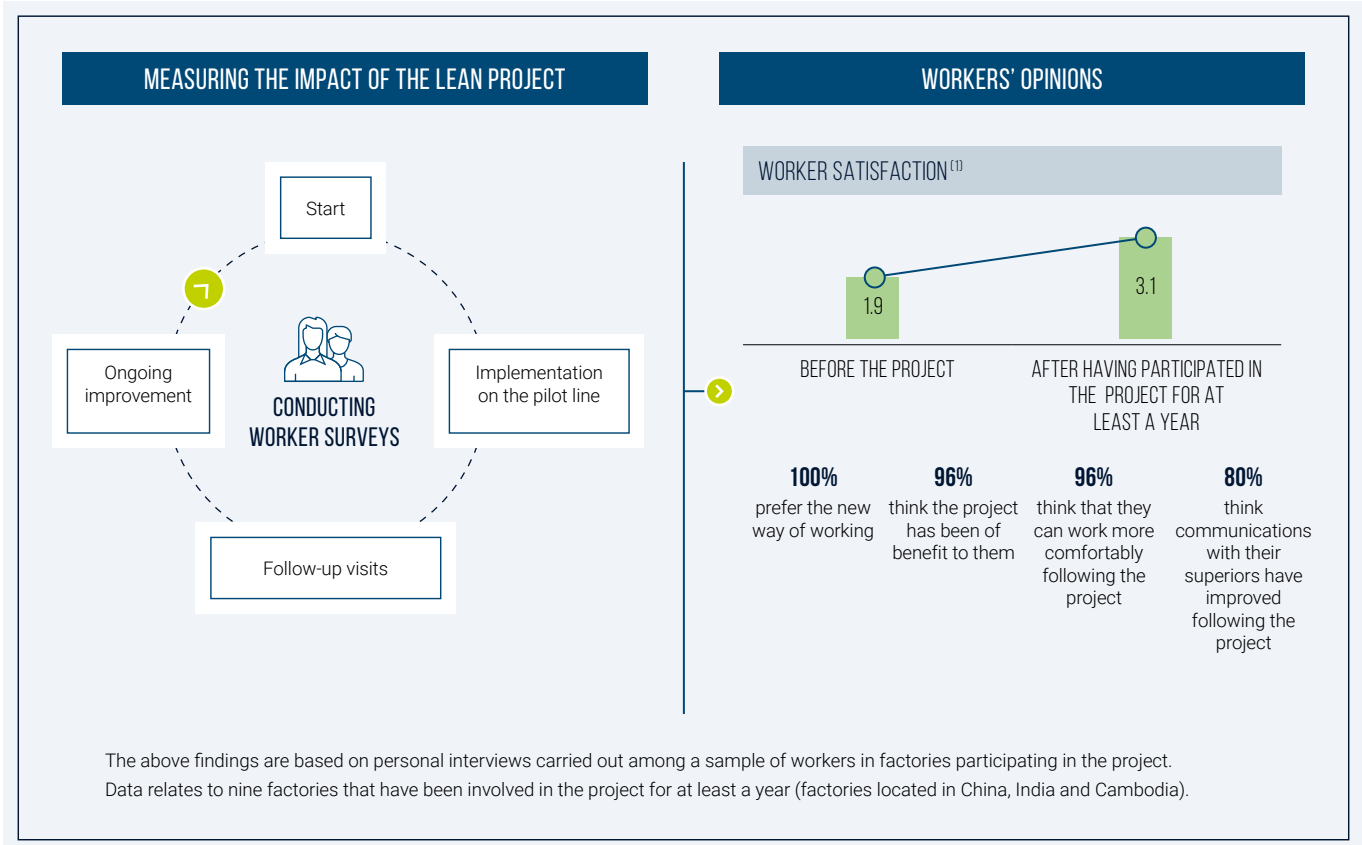 MEASURING THE IMPACT OF THE LEAN PROJECT
Start
Ongoing
improvement
CONDUCTING
WORKER SURVEYS
Implementation
on the pilot line
Follow-up visits
WORKERS’ OPINIONS
WORKER SATISFACTION (1)
1.9
3.1
BEFORE THE PROJECT
AFTER HAVING PARTICIPATED IN
THE PROJECT FOR AT
LEAST A YEAR
100%
prefer the new
way of working
96%
think the project
has been of
benefit to them
96%
think that they
can work more
comfortably
following the
project
80%
think
communications
with their
superiors have
improved
following the
project
The above findings are based on personal interviews carried out among a sample of workers in factories participating in the project.
Data relates to nine factories that have been involved in the project for at least a year (factories located in China, India and Cambodia).